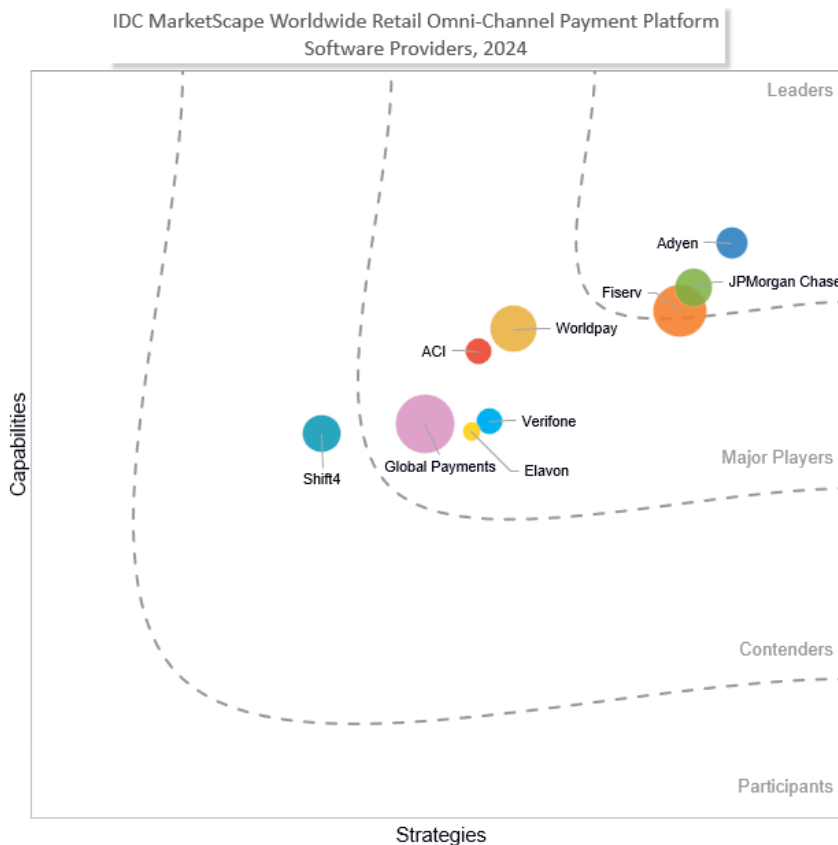 IDC MarketScape Worldwide Retail Omni-Channel Payment Platform
Software Providers, 2024
Leaders
Adyen
JPMorgan Chase
Fiserv
Worldpay
ACI
Capabilities
Verifone
Major Players
Global Payments
Elavon
Shift4
Contenders
Participants
Strategies